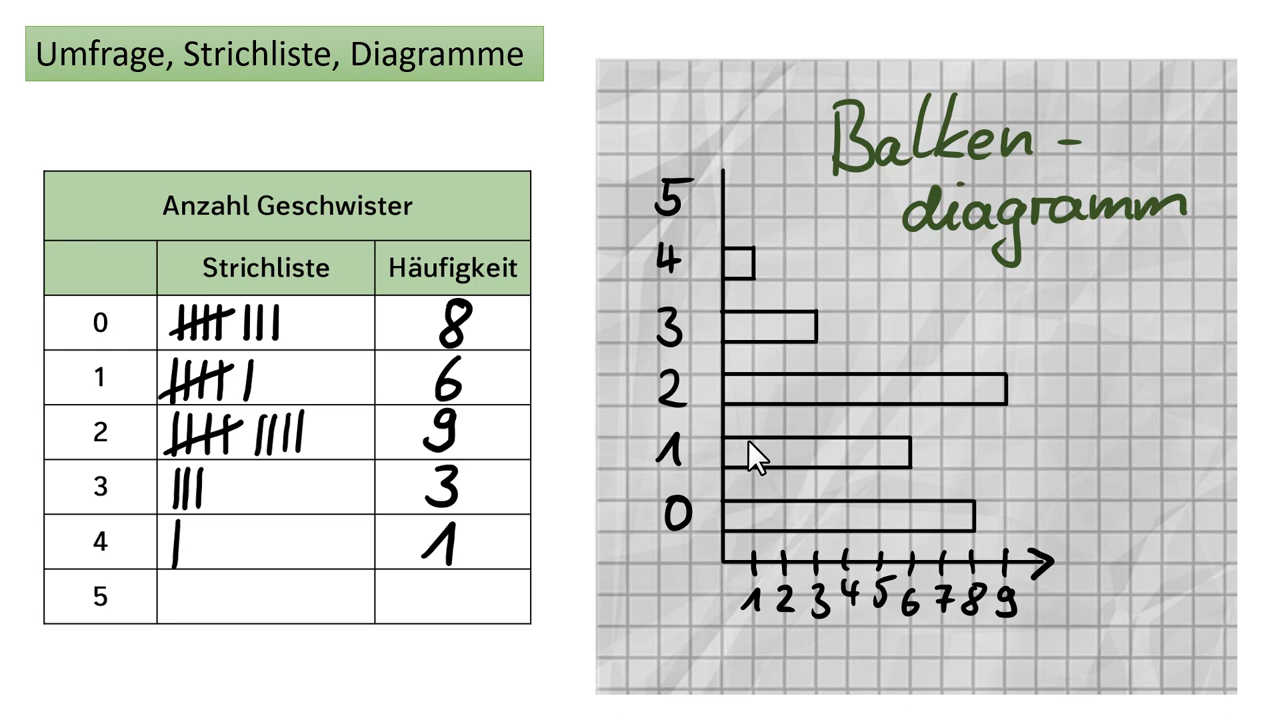 Umfrage, Strichliste, Diagramme
Anzahl Geschwister
Strichliste Häufigkeit
0 8
1 6
2 9
3 3
4 1
5
Balken-
diagramm
5
4
3
2
1
0
1 2 3 4 5 6 7 8 9